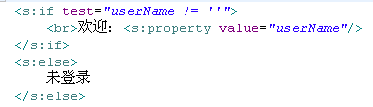 <s:if test="userName != ''">
<br>欢迎：<s:property value="userName"/>
</s:if>
<s:else>
未登录
</s:else>